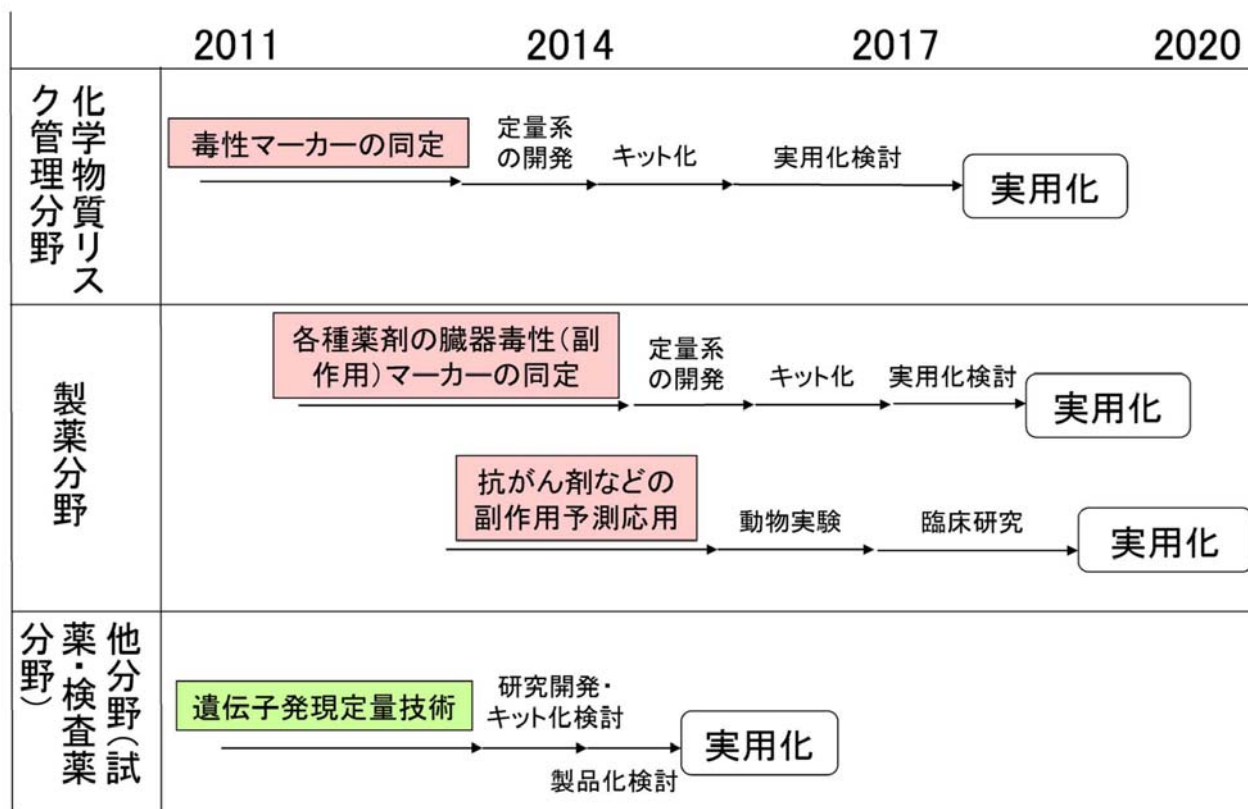 2011 2014 2017 2020
化学物質リス
ク管理分野
毒性マーカーの同定
定量系
の開発
キット化
実用化検討
実用化
製薬分野
各種薬剤の臓器毒性(副
作用)マーカーの同定
定量系
の開発
キット化
実用化検討
実用化
抗がん剤などの
副作用予測応用
動物実験
臨床研究
実用化
他分野(試
薬・検査薬
分野)
遺伝子発現定量技術
研究開発・
キット化検討
製品化検討
実用化